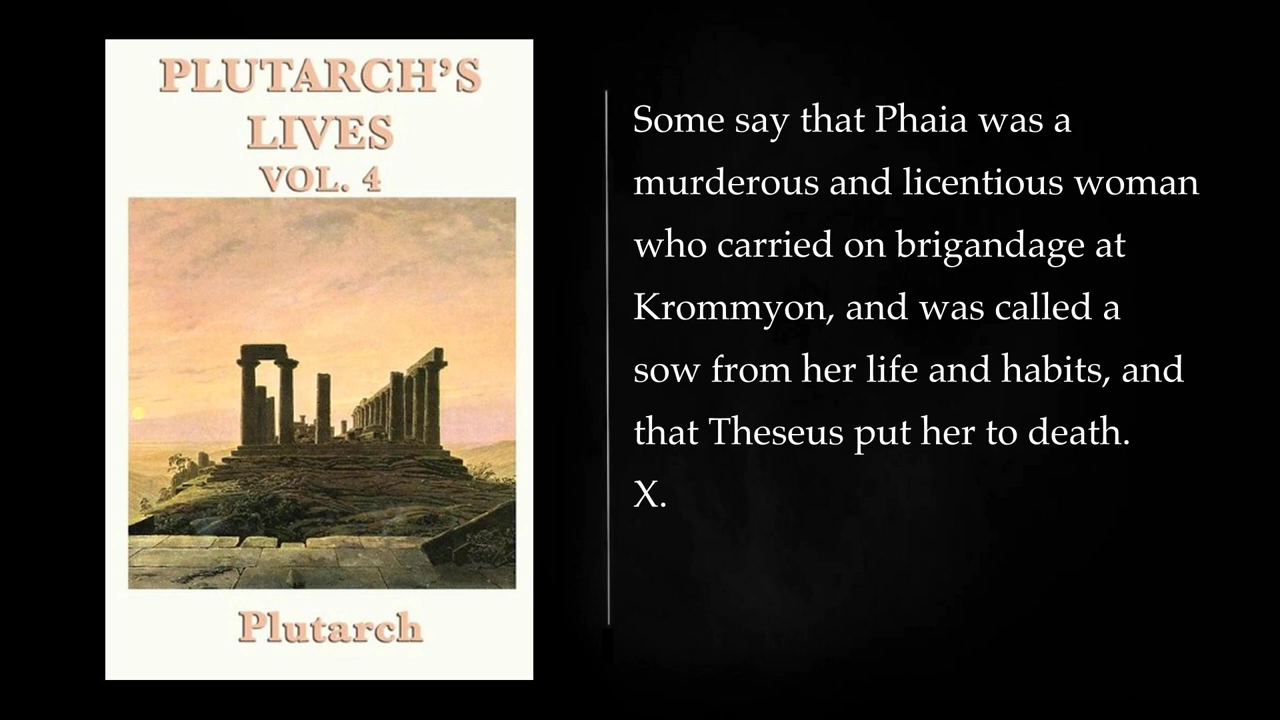 PLUTARCH'S
LIVES
VOL. 4
Plutarch
Some say that Phaia was a
murderous and licentious woman
who carried on brigandage at
Krommyon, and was called a
sow from her life and habits, and
that Theseus put her to death.
X.